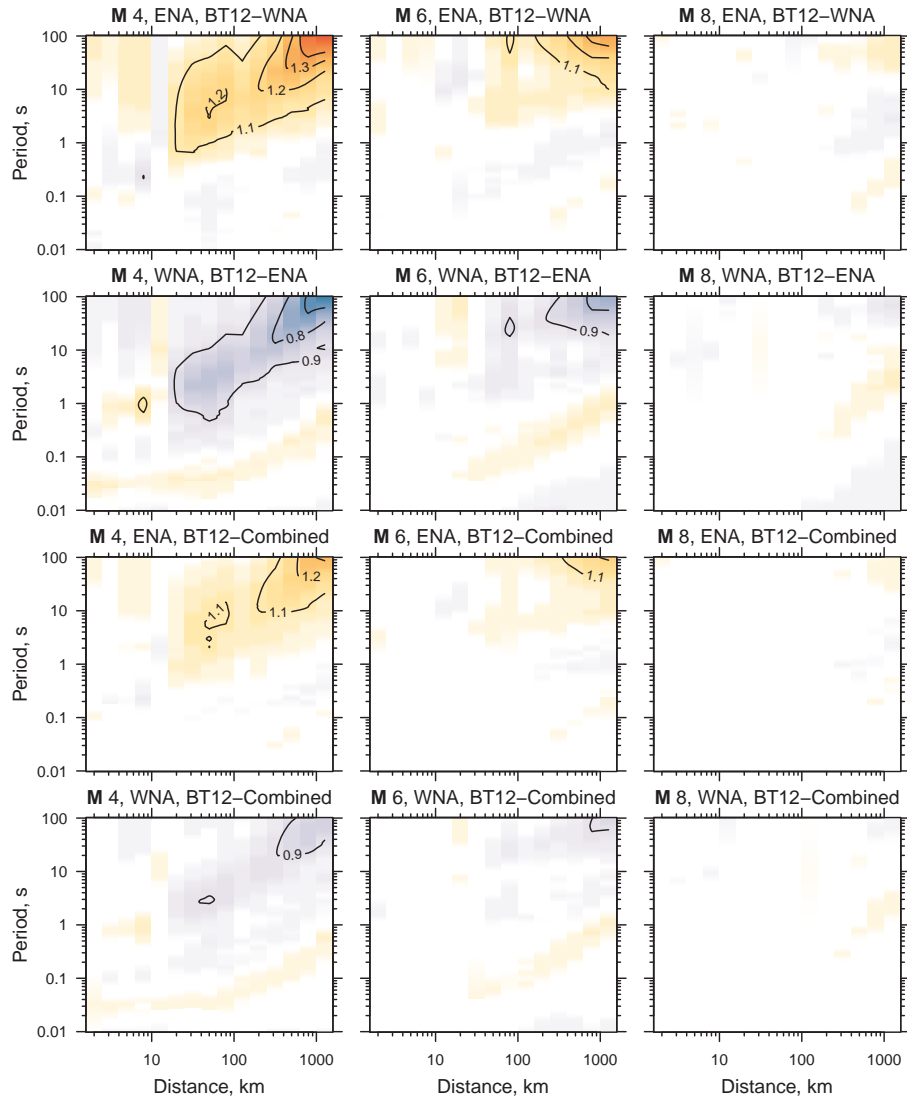 M 4, ENA, BT12−WNA
M 6, ENA, BT12−WNA
M 8, ENA, BT12−WNA
Period, s
100
10
1
0.1
0.01
1.3
1.2
1.2
1.1
1.1
M 4, WNA, BT12−ENA
M 6, WNA, BT12−ENA
M 8, WNA, BT12−ENA
Period, s
100
10
1
0.1
0.01
0.8
0.9
0.9
M 4, ENA, BT12−Combined
M 6, ENA, BT12−Combined
M 8, ENA, BT12−Combined
Period, s
100
10
1
0.1
0.01
1.2
1.1
1.1
1.1
M 4, WNA, BT12−Combined
M 6, WNA, BT12−Combined
M 8, WNA, BT12−Combined
Period, s
100
10
1
0.1
0.01
0.9
10 100 1000
10 100 1000
10 100 1000
Distance, km
Distance, km
Distance, km